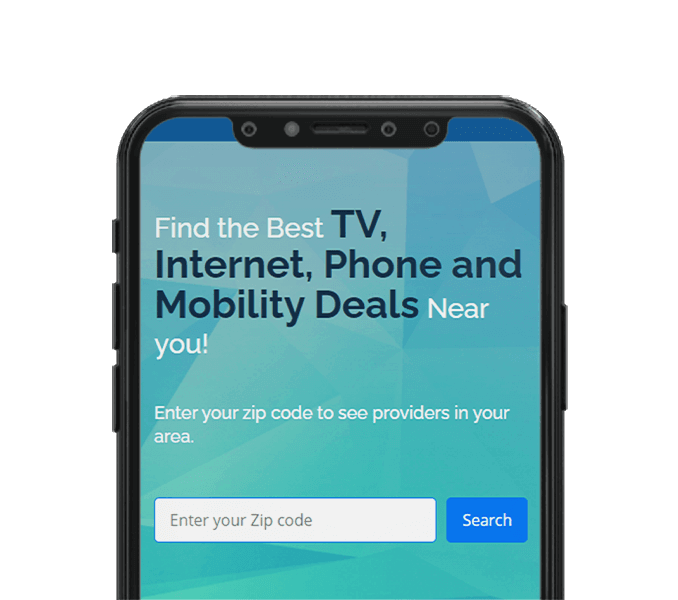 Find the Best TV,
Internet, Phone and
Mobility Deals Near
you!
Enter your zip code to see providers in your
area.
Enter your Zip code
Search